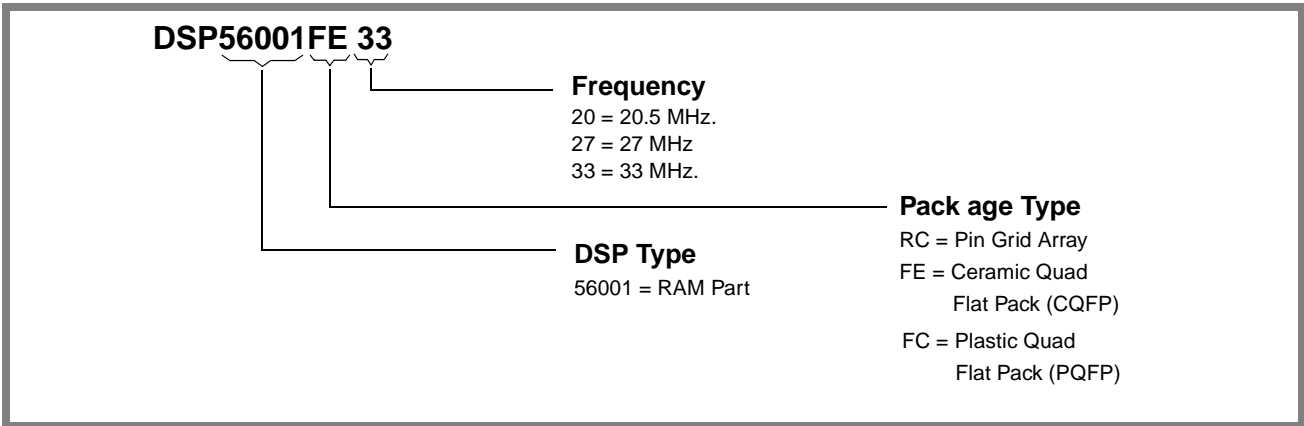 DSP56001FE 33
Frequency
20 = 20.5 MHz.
27 = 27 MHz
33 = 33 MHz.
Pack age Type
RC = Pin Grid Array
FE = Ceramic Quad
Flat Pack (CQFP)
FC = Plastic Quad
Flat Pack (PQFP)
DSP Type
56001 = RAM Part